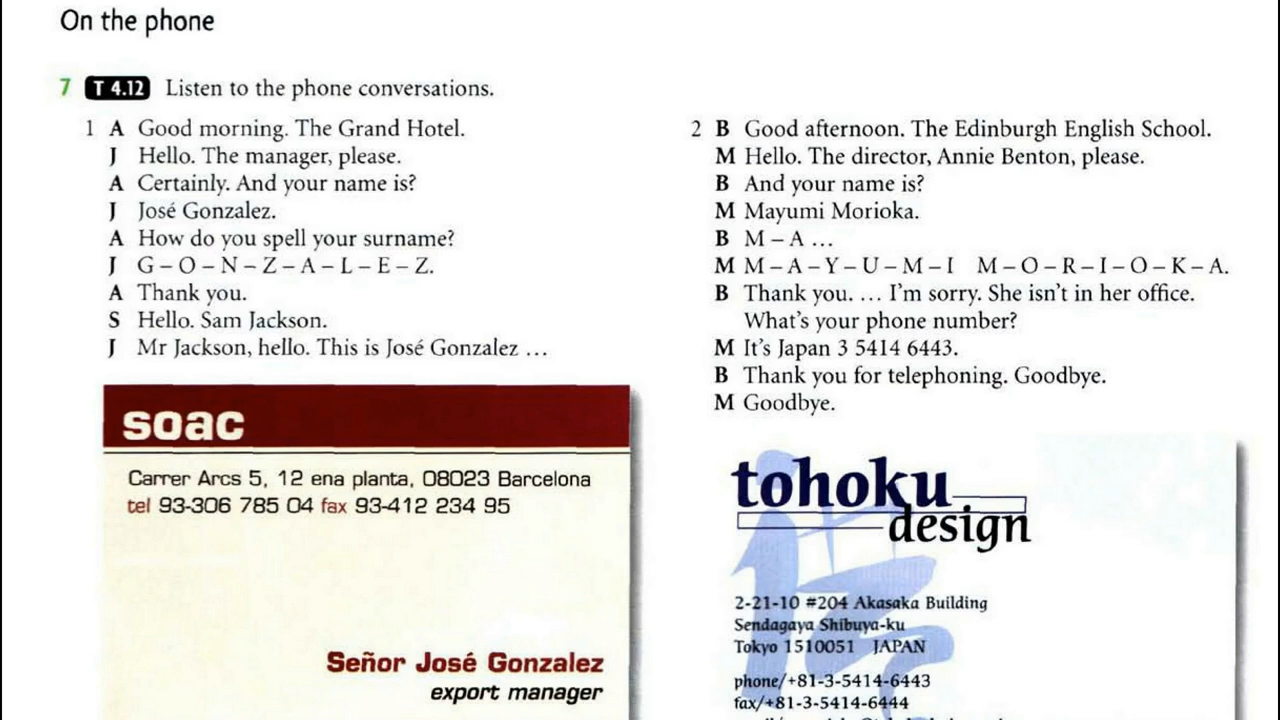 On the phone
7 T 4.12 Listen to the phone conversations.
1 A Good morning. The Grand Hotel.
J Hello. The manager, please.
A Certainly. And your name is?
J José Gonzalez.
A How do you spell your surname?
J G – O – N – Z – A – L – E – Z.
A Thank you.
S Hello. Sam Jackson.
J Mr Jackson, hello. This is José Gonzalez …
soac
Carrer Arcs 5, 12 ena planta, 08023 Barcelona
tel 93-306 785 04 fax 93-412 234 95
Señor José Gonzalez
export manager
2 B Good afternoon. The Edinburgh English School.
M Hello. The director, Annie Benton, please.
B And your name is?
M Mayumi Morioka.
B M – A …
M M – A – Y – U – M – I M – O – R – I – O – K – A.
B Thank you. … I'm sorry. She isn't in her office.
What's your phone number?
M It's Japan 3 5414 6443.
B Thank you for telephoning. Goodbye.
M Goodbye.
tohoku
design
2-21-10 #204 Akasaka Building
Sendagaya Shibuya-ku
Tokyo 1510051 JAPAN
phone/+81-3-5414-6443
fax/+81-3-5414-6444